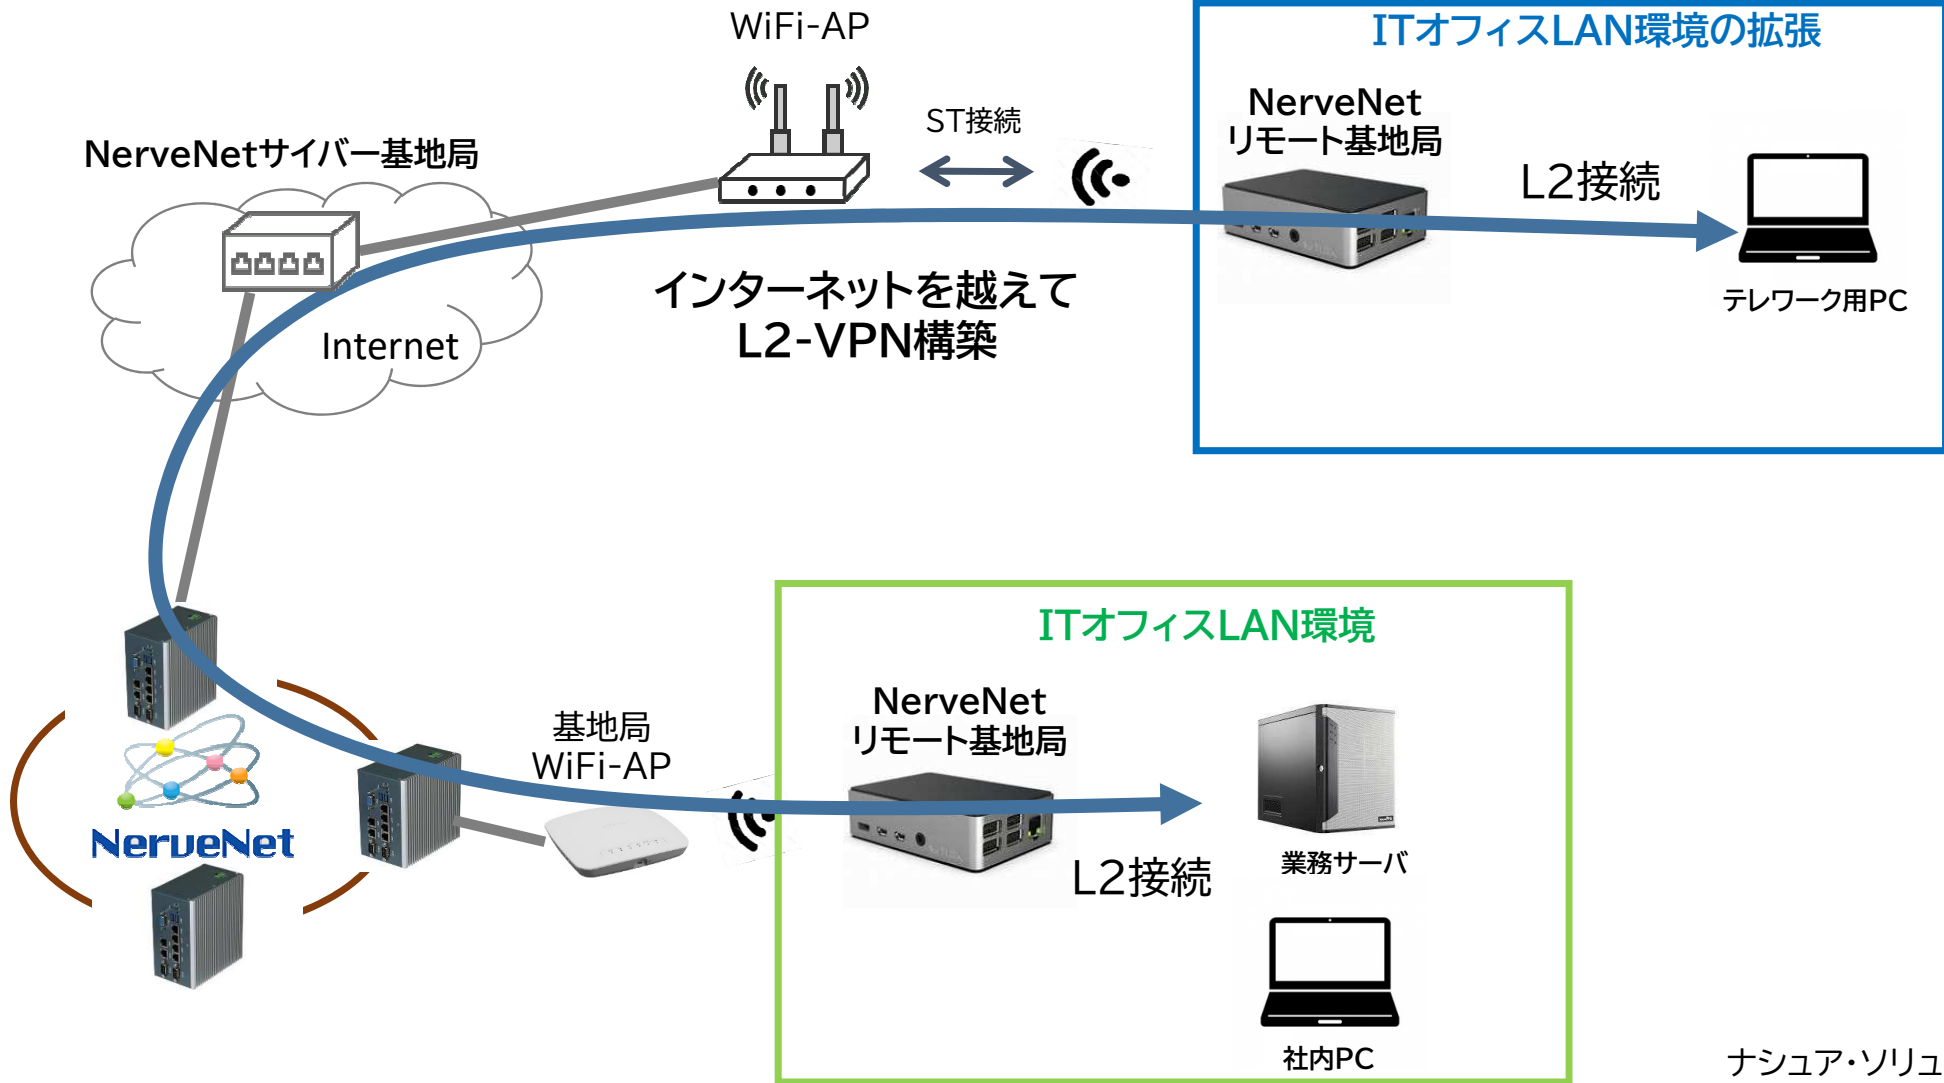 WiFi-AP
ITオフィスLAN環境の拡張
NerveNet
リモート基地局
ST接続
NerveNetサイバー基地局
L2接続
テレワーク用PC
インターネットを越えて
L2-VPN構築
Internet
ITオフィスLAN環境
NerveNet
リモート基地局
基地局
WiFi-AP
NerveNet
業務サーバ
L2接続
社内PC
ナシュア・ソリュ